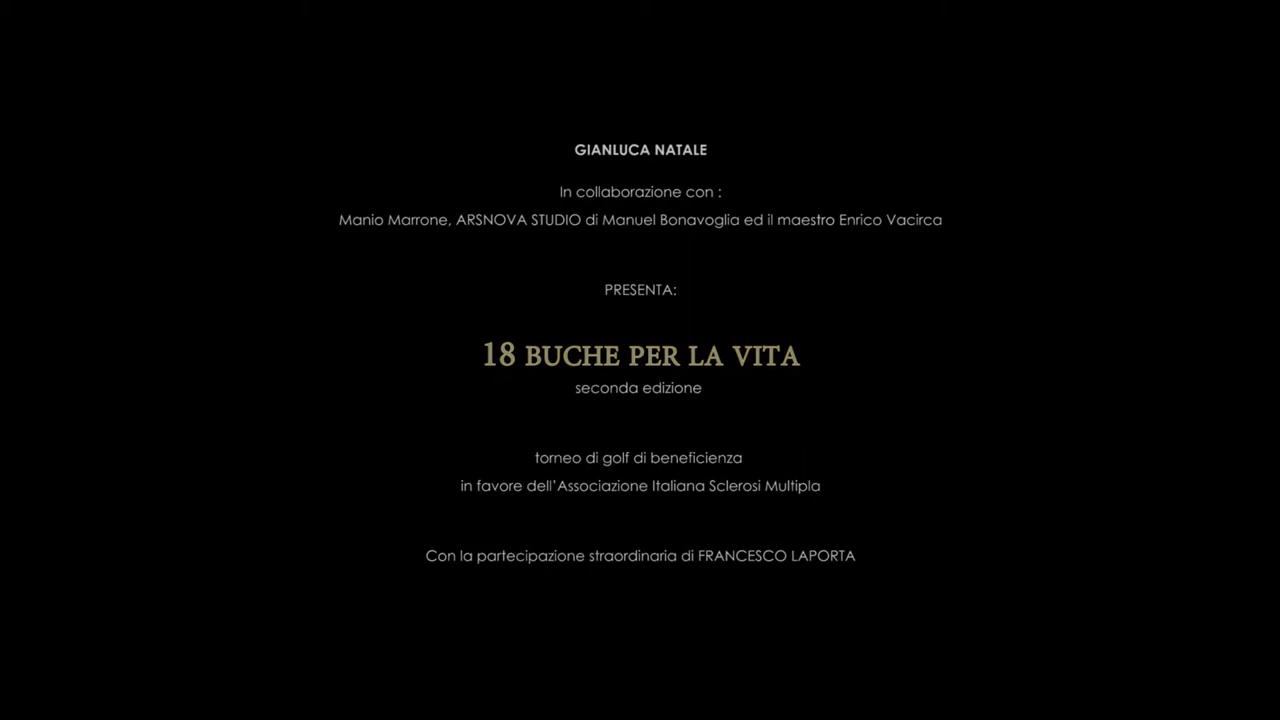 GIANLUCA NATALE
In collaborazione con :
Manio Marrone, ARSNOVA STUDIO di Manuel Bonavoglia ed il maestro Enrico Vacirca
PRESENTA:
18 BUCHE PER LA VITA
seconda edizione
torneo di golf di beneficienza
in favore dell'Associazione Italiana Sclerosi Multipla
Con la partecipazione straordinaria di FRANCESCO LAPORTA